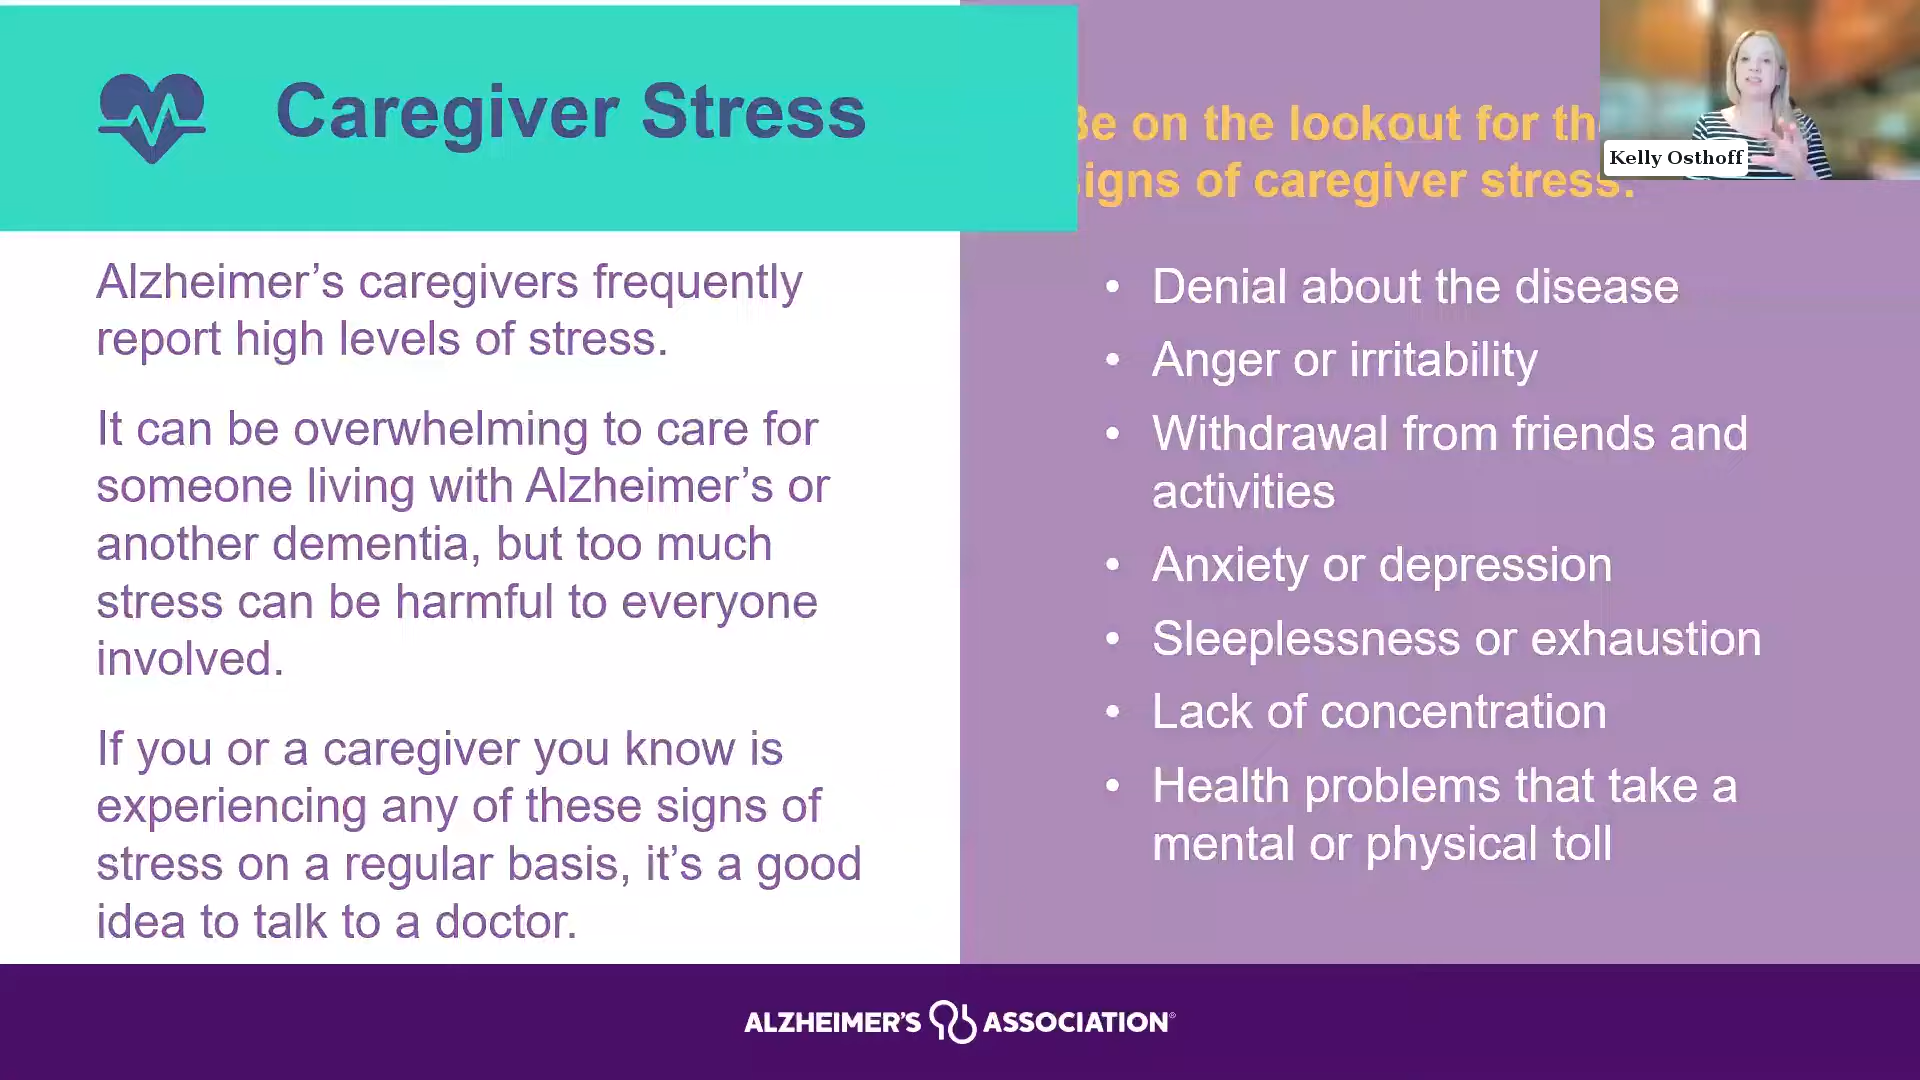 Caregiver Stress
Alzheimer’s caregivers frequently
report high levels of stress.
It can be overwhelming to care for
someone living with Alzheimer’s or
another dementia, but too much
stress can be harmful to everyone
involved.
If you or a caregiver you know is
experiencing any of these signs of
stress on a regular basis, it’s a good
idea to talk to a doctor.
Be on the lookout for
signs of caregiver stress:
• Denial about the disease
• Anger or irritability
• Withdrawal from friends and
activities
• Anxiety or depression
• Sleeplessness or exhaustion
• Lack of concentration
• Health problems that take a
mental or physical toll
Kelly Osthoff
ALZHEIMER’S ASSOCIATION®